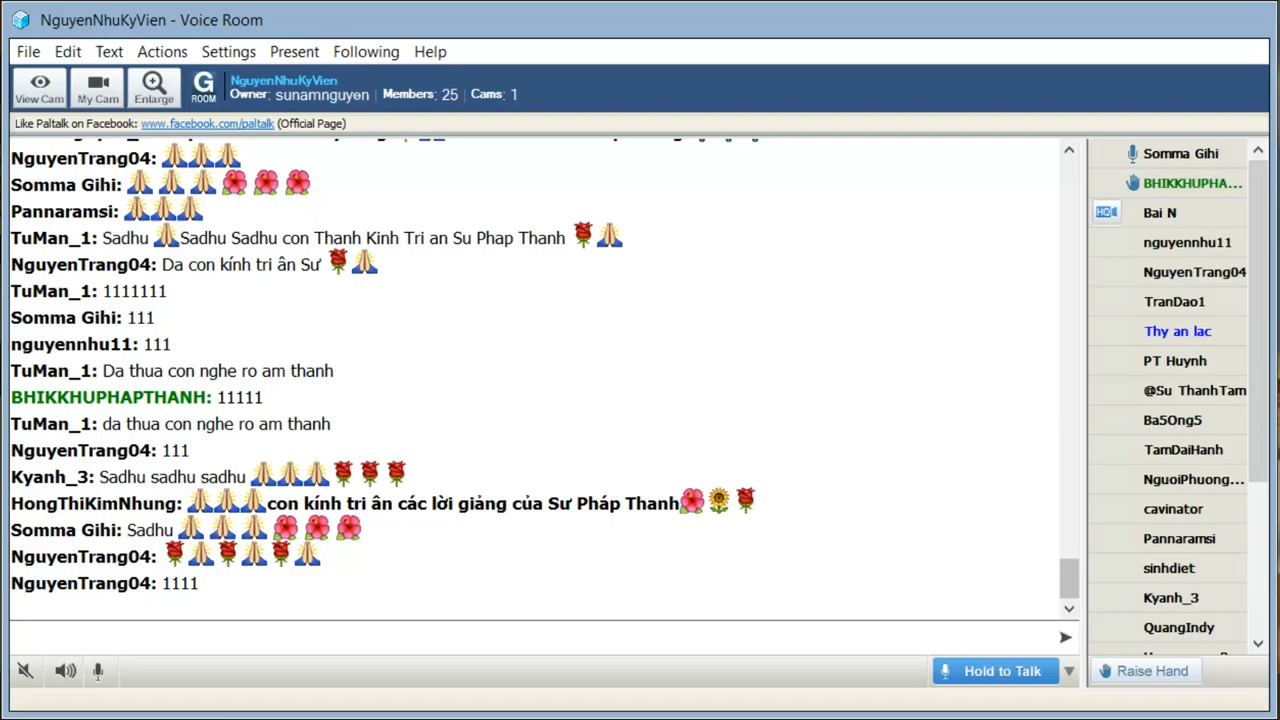 NguyenNhuKyVien - Voice Room
File Edit Text Actions Settings Present Following Help
View Cam My Cam Enlarge G ROOM
NguyenNhuKyVien
Owner: sunamnguyen | Members: 25 | Cams: 1
Like Paltalk on Facebook: www.facebook.com/paltalk (Official Page)
NguyenTrang04: 🙏🙏🙏
Somma Gihi: 🙏 🙏 🙏 🌺 🌺 🌺
Pannaramsi: 🙏🙏🙏
TuMan_1: Sadhu 🙏Sadhu Sadhu con Thanh Kinh Tri an Su Phap Thanh 🌹🙏
NguyenTrang04: Da con kính tri ân Sư 🌹🙏
TuMan_1: 1111111
Somma Gihi: 111
nguyennhu11: 111
TuMan_1: Da thua con nghe ro am thanh
BHIKKHUPHAPTHANH: 11111
TuMan_1: da thua con nghe ro am thanh
NguyenTrang04: 111
Kyanh_3: Sadhu sadhu sadhu 🙏🙏🙏🌹🌹🌹
HongThiKimNhung: 🙏🙏🙏con kính tri ân các lời giảng của Sư Pháp Thanh🌺🌻🌹
Somma Gihi: Sadhu 🙏 🙏 🙏 🌺 🌺 🌺
NguyenTrang04: 🌹🙏🌹🙏🌹🙏
NguyenTrang04: 1111
Somma Gihi
BHIKKHUPHA...
HQ
Bai N
nguyennhu11
NguyenTrang04
TranDao1
Thy an lac
PT Huynh
@Su ThanhTam
Ba5Ong5
TamDaiHanh
NguoiPhuong...
cavinator
Pannaramsi
sinhdiet
Kyanh_3
QuangIndy
Hold to Talk
Raise Hand